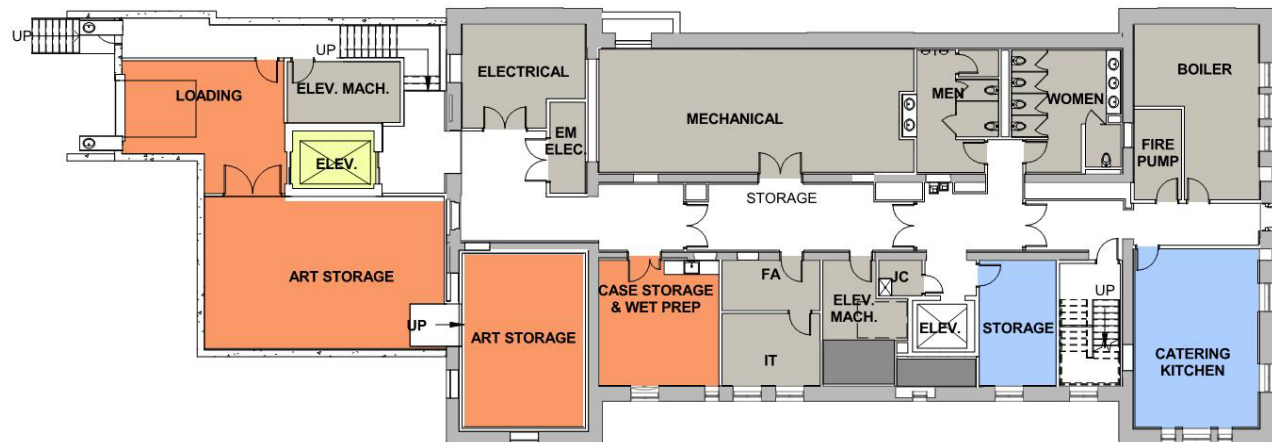 UP
UP
ELECTRICAL
BOILER
LOADING
ELEV. MACH.
MEN
WOMEN
MECHANICAL
EM
ELEC.
FIRE
PUMP
ELEV.
STORAGE
ART STORAGE
CASE STORAGE
& WET PREP
FA
JC
ELEV.
MACH.
UP
UP
ART STORAGE
ELEV.
STORAGE
IT
CATERING
KITCHEN